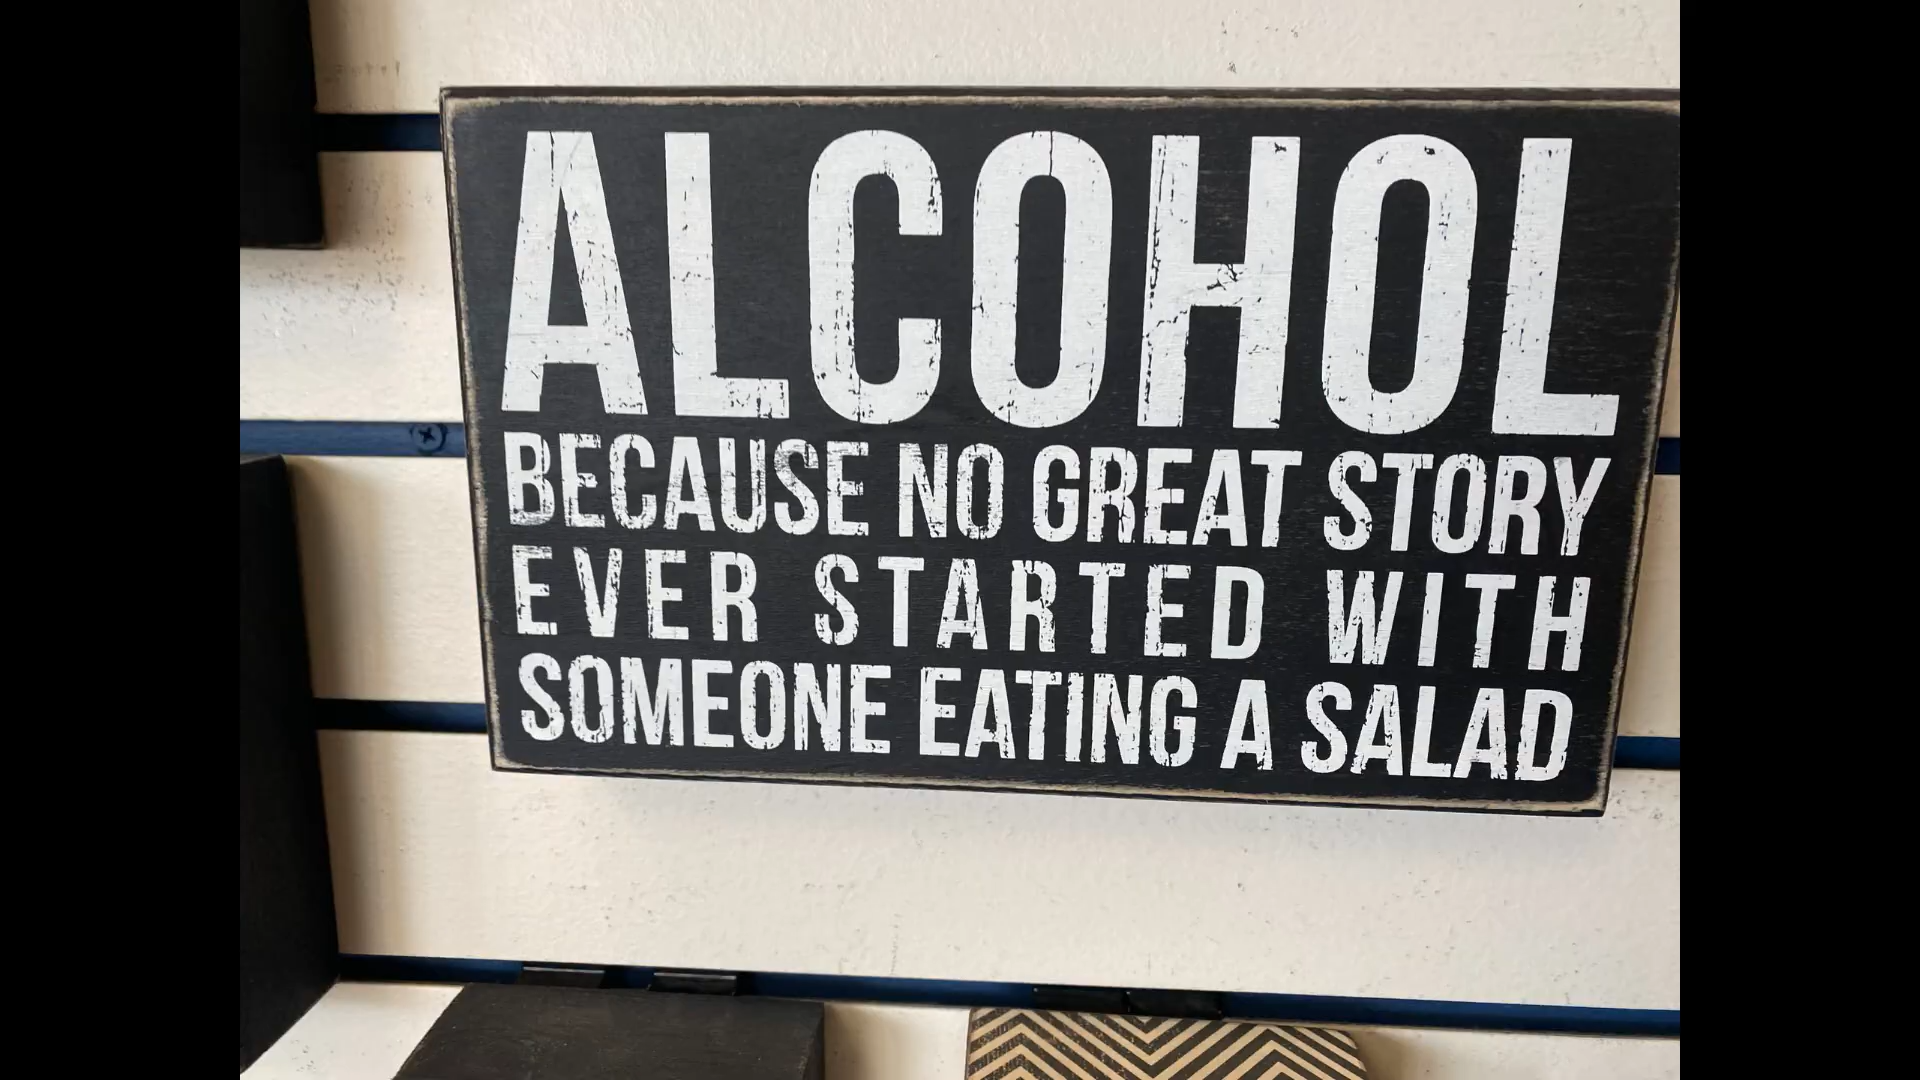 ALCOHOL
BECAUSE NO GREAT STORY
EVER STARTED WITH
SOMEONE EATING A SALAD